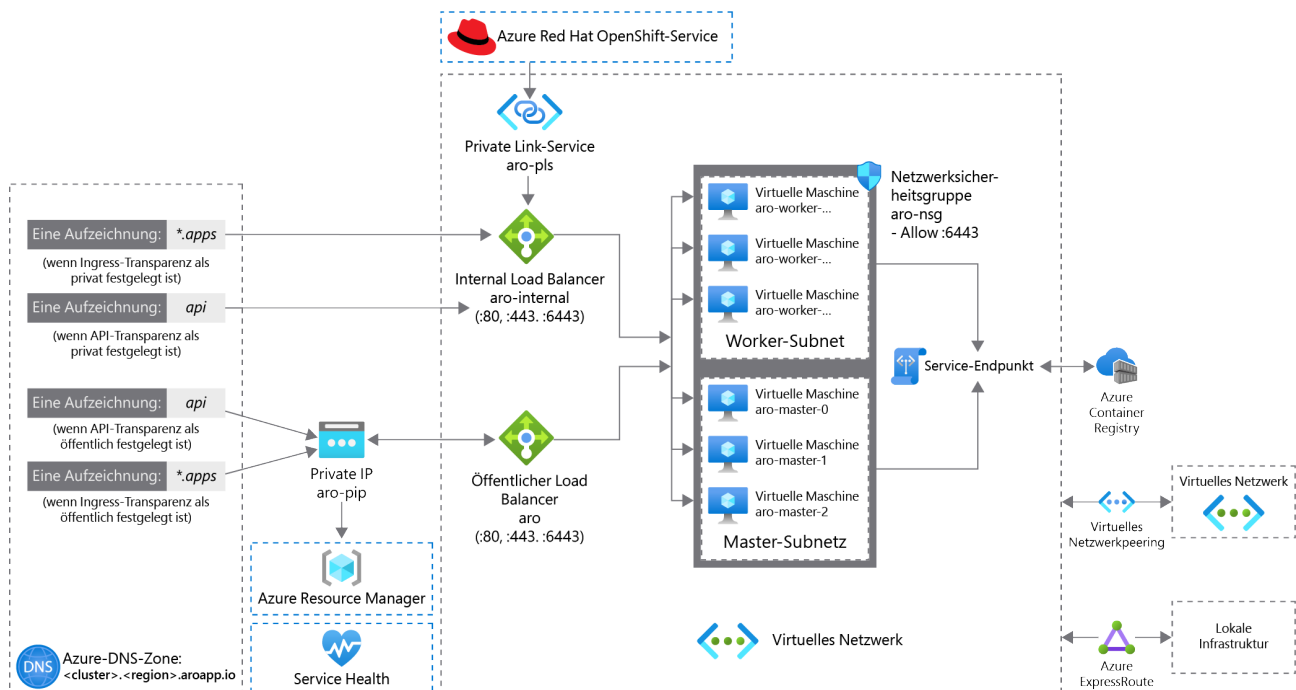 Azure Red Hat OpenShift-Service
Private Link-Service
aro-pls
Eine Aufzeichnung: *.apps
(wenn Ingress-Transparenz als
privat festgelegt ist)
Eine Aufzeichnung: api
(wenn API-Transparenz als
privat festgelegt ist)
Eine Aufzeichnung: api
(wenn API-Transparenz als
öffentlich festgelegt ist)
Eine Aufzeichnung: *.apps
(wenn Ingress-Transparenz als
öffentlich festgelegt ist)
DNS
Azure-DNS-Zone:
<cluster>.<region>.aroapp.io
Private IP
aro-pip
Azure Resource Manager
Service Health
Internal Load Balancer
aro-internal
(:80, :443. :6443)
Öffentlicher Load
Balancer
aro
(:80, :443. :6443)
Virtuelle Maschine
aro-worker-...
Virtuelle Maschine
aro-worker-...
Virtuelle Maschine
aro-worker-...
Worker-Subnet
Virtuelle Maschine
aro-master-0
Virtuelle Maschine
aro-master-1
Virtuelle Maschine
aro-master-2
Master-Subnetz
Netzwerksicher-
heitsgruppe
aro-nsg
- Allow :6443
Service-Endpunkt
Azure
Container
Registry
Virtuelles
Netzwerkpeering
Virtuelles Netzwerk
Virtuelles Netzwerk
Azure
ExpressRoute
Lokale
Infrastruktur